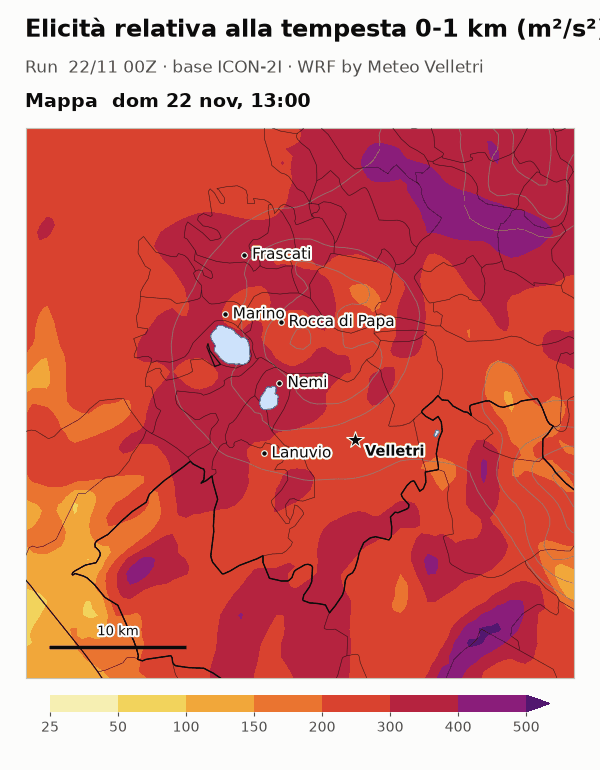 Elicità relativa alla tempesta 0-1 km (m²/s²)
Run  22/11 00Z · base ICON-2I · WRF by Meteo Velletri
Mappa  dom 22 nov, 13:00
Frascati
Marino
Rocca di Papa
Nemi
Lanuvio
Velletri
10 km
25 50 100 150 200 300 400 500